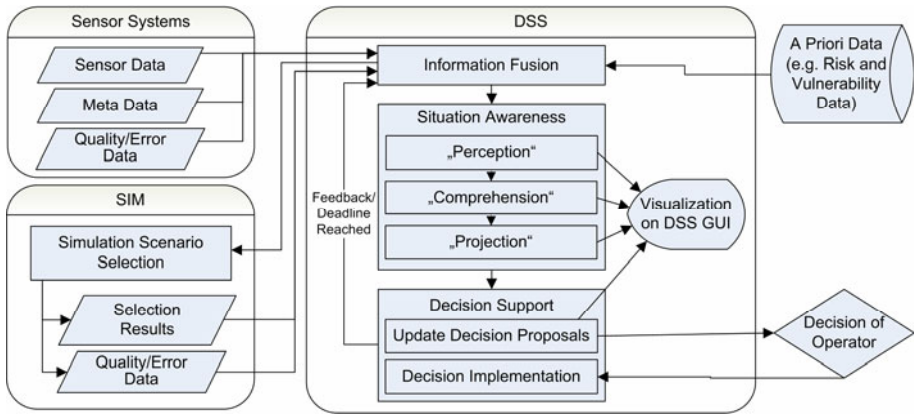 Sensor Systems
Sensor Data
Meta Data
Quality/Error
Data
SIM
Simulation Scenario
Selection
Selection
Results
Quality/Error
Data
DSS
Information Fusion
Situation Awareness
„Perception“
„Comprehension“
„Projection“
Feedback/
Deadline
Reached
Visualization
on DSS GUI
Decision Support
Update Decision Proposals
Decision Implementation
A Priori Data
(e.g. Risk and
Vulnerability
Data)
Decision of
Operator